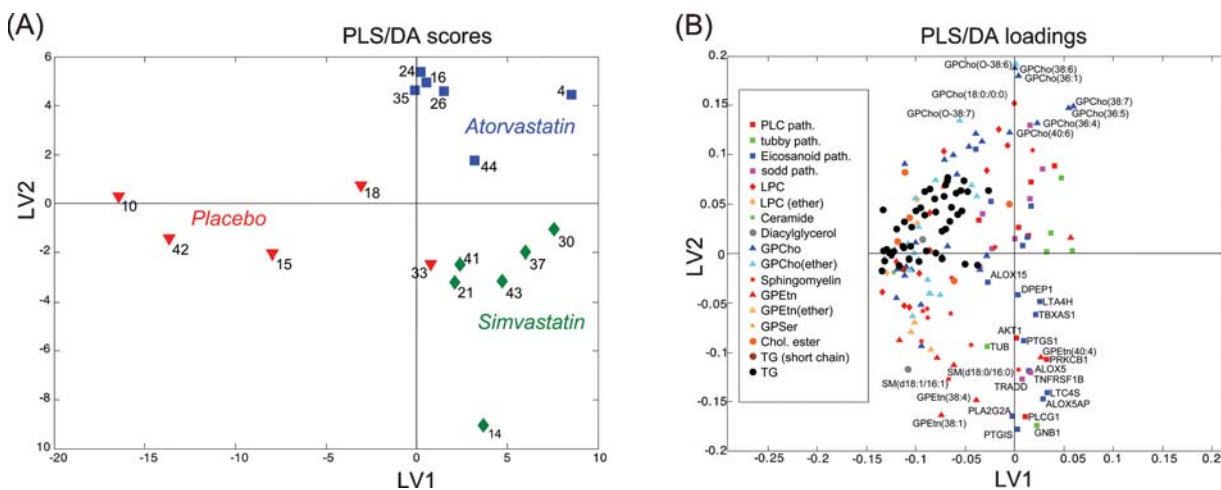 (A)
PLS/DA scores
6
4
2
0
-2
-4
-6
-8
10
-20
-15
-10
-5
0
5
10
LV2
LV1
24
16
35
26
4
Atorvastatin
44
18
10
Placebo
42
15
33
41
30
37
21
43
Simvastatin
14
(B)
PLS/DA loadings
0.2
0.15
0.1
0.05
0
-0.05
-0.1
-0.15
-0.2
-0.25
-0.2
-0.15
-0.1
-0.05
0
0.05
0.1
0.15
0.2
LV2
LV1
PLC path.
tubby path.
Eicosanoid path.
sodd path.
LPC
LPC (ether)
Ceramide
Diacylglycerol
GPCho
GPCho(ether)
Sphingomyelin
GPEtn
GPEtn(ether)
GPSer
Chol. ester
TG (short chain)
TG
GPCho(O-38:6)
GPCho(38:6)
GPCho(36:1)
GPCho(18:0/0:0)
GPCho(38:7)
GPCho(O-38:7)
GPCho(36:5)
GPCho(36:4)
GPCho(40:6)
ALOX15
DPEP1
LTA4H
TBXAS1
AKT1
PTGS1
TUB
GPEtn(40:4)
PRKCB1
SM(d18:0/16:0)
ALOX5
TNFRSF1B
SM(d18:1/16:1)
TRADD
LTC4S
GPEtn(38:4)
ALOX5AP
PLA2G2A
PLCG1
GPEtn(38:1)
GNB1
PTGIS